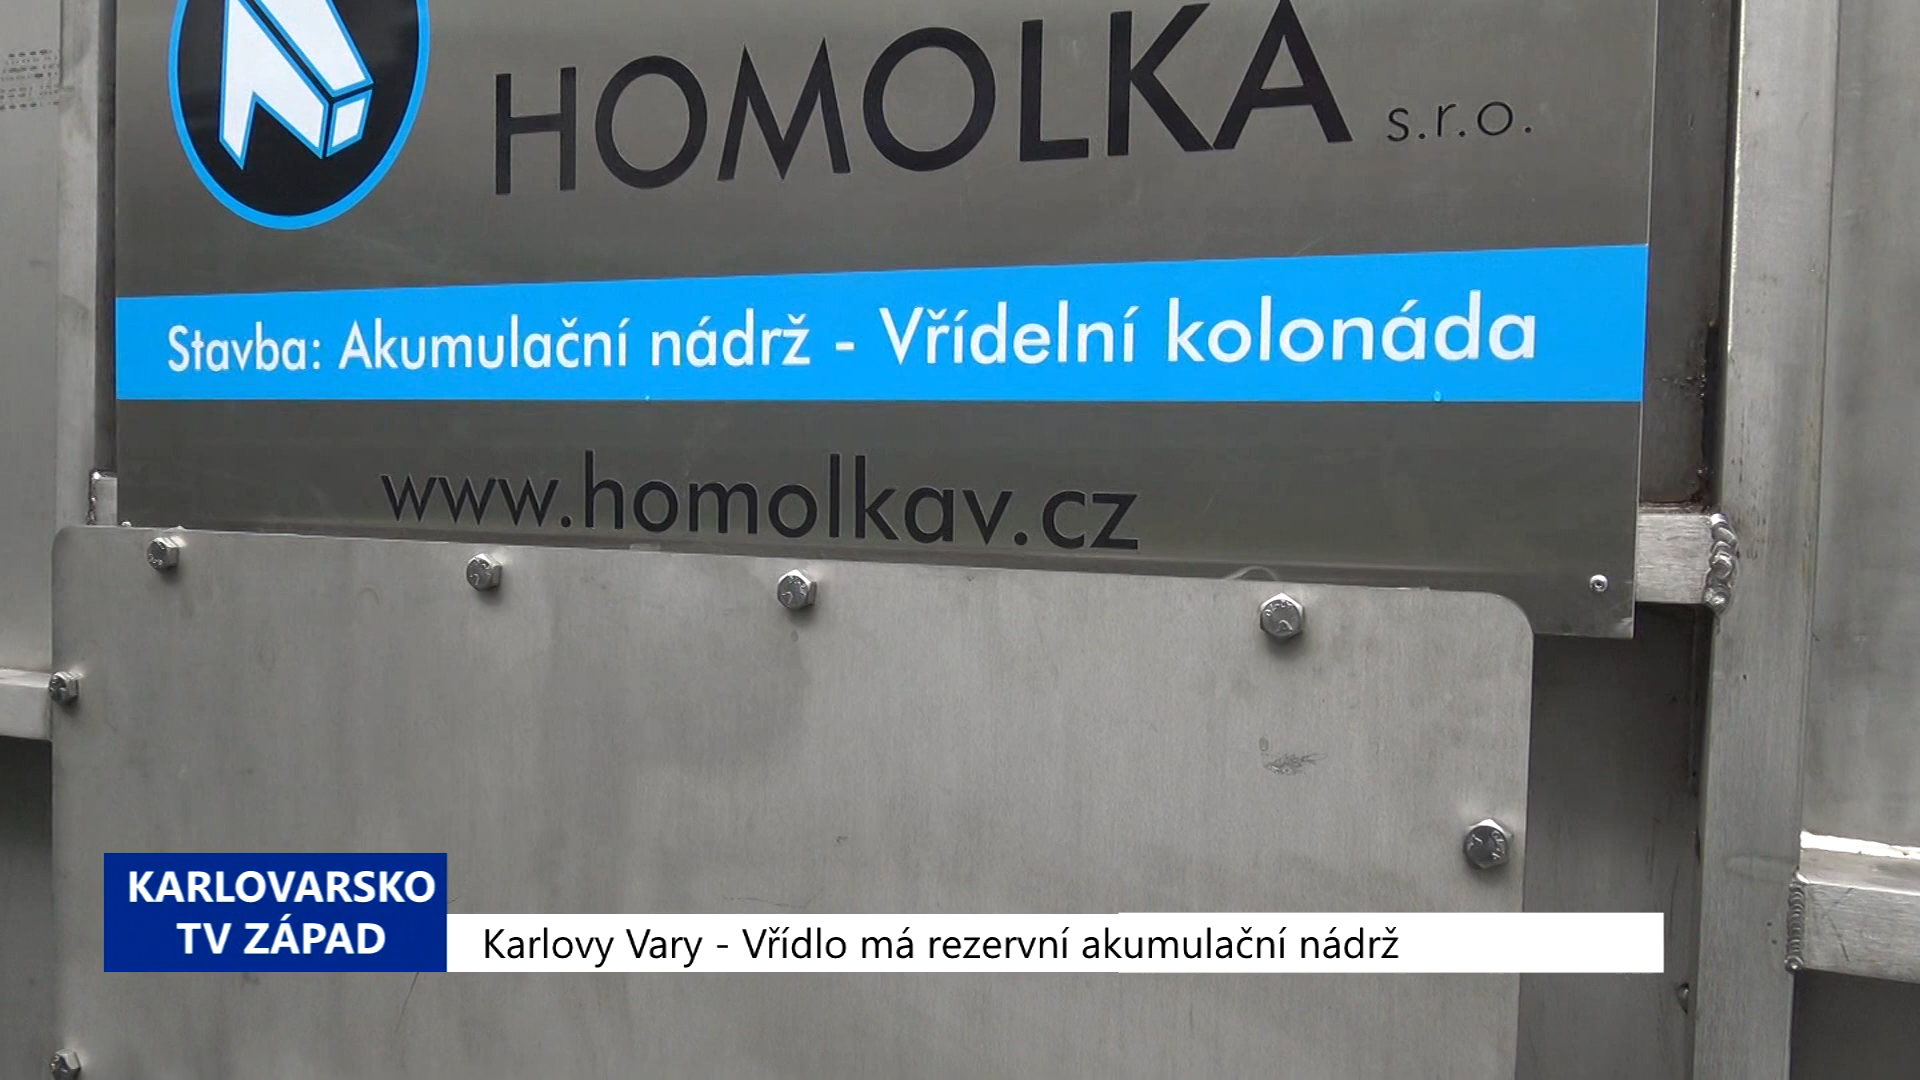 HOMOLKA s.r.o.
Stavba: Akumulační nádrž - Vřídelní kolonáda
www.homolkav.cz
KARLOVARSKO
TV ZÁPAD
Karlovy Vary - Vřídlo má rezervní akumulační nádrž